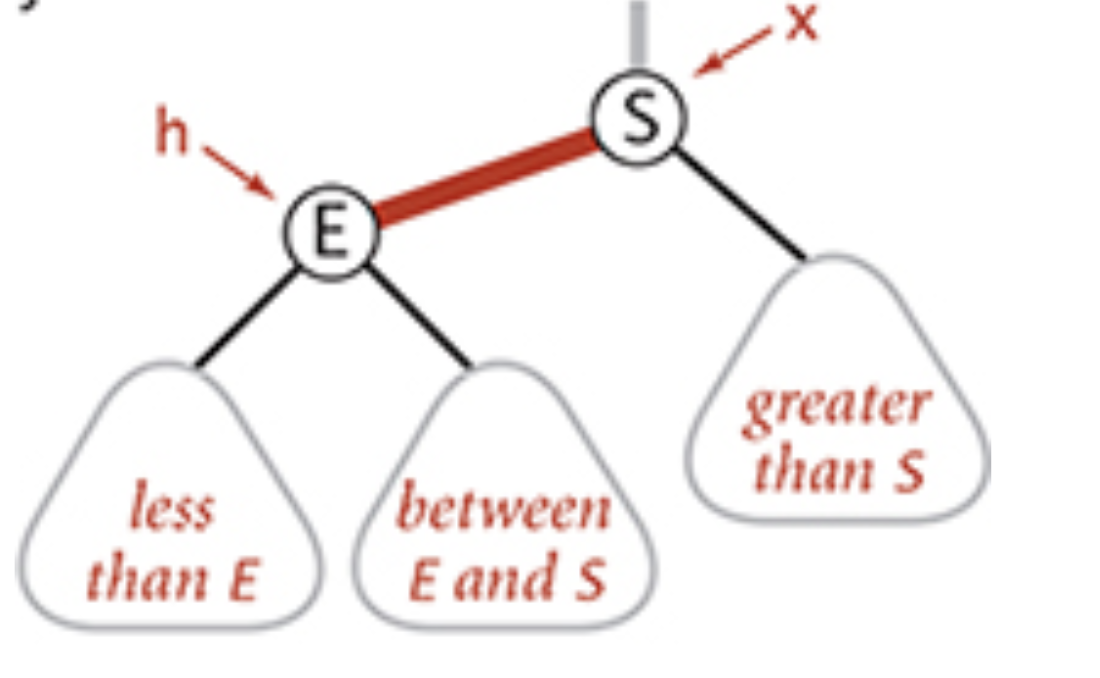 x
h
S
E
greater
than S
less
than E
between
E and S